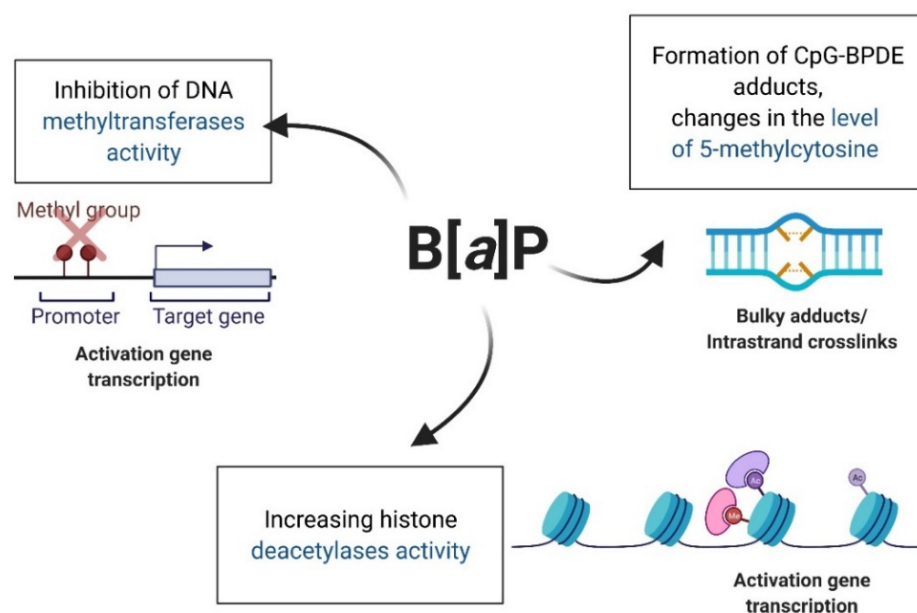 Inhibition of DNA
methyltransferases
activity
Methyl group
Promoter
Target gene
Activation gene
transcription
B[a]P
Formation of CpG-BPDE
adducts,
changes in the level
of 5-methylcytosine
Bulky adducts/
Intrastrand crosslinks
Increasing histone
deacetylases activity
Ac
Me
Ac
Activation gene
transcription